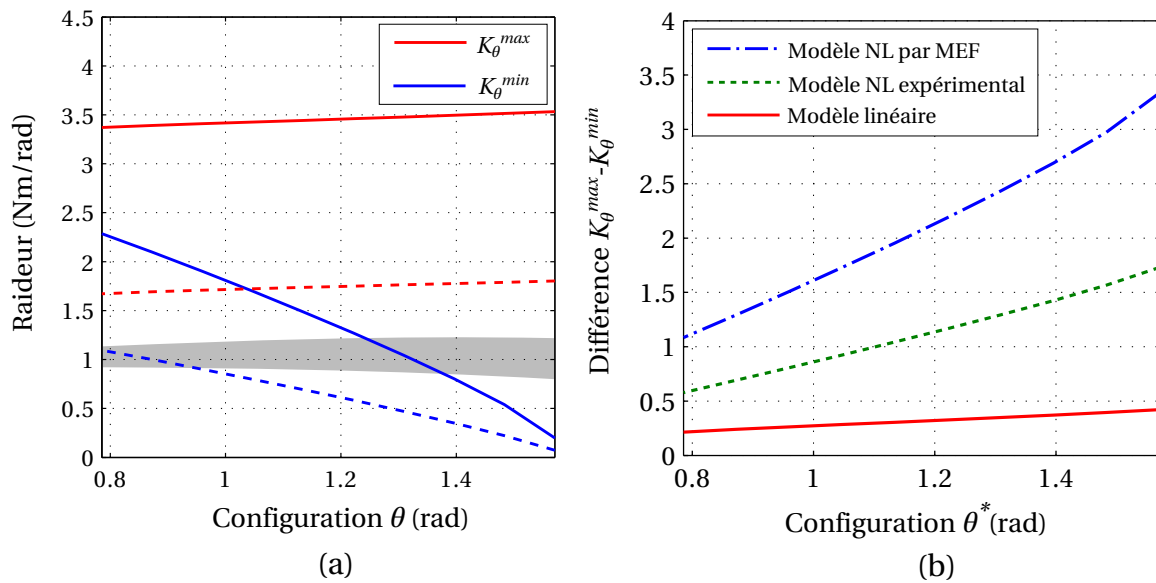 Raideur (Nm/rad)
4.5
4
3.5
3
2.5
2
1.5
1
0.5
0
0.8
1
1.2
1.4
K_θ^max
K_θ^min
Configuration θ (rad)
(a)
Différence K_θ^max-K_θ^min
4
3.5
3
2.5
2
1.5
1
0.5
0
0.8
1
1.2
1.4
Modèle NL par MEF
Modèle NL expérimental
Modèle linéaire
Configuration θ*(rad)
(b)